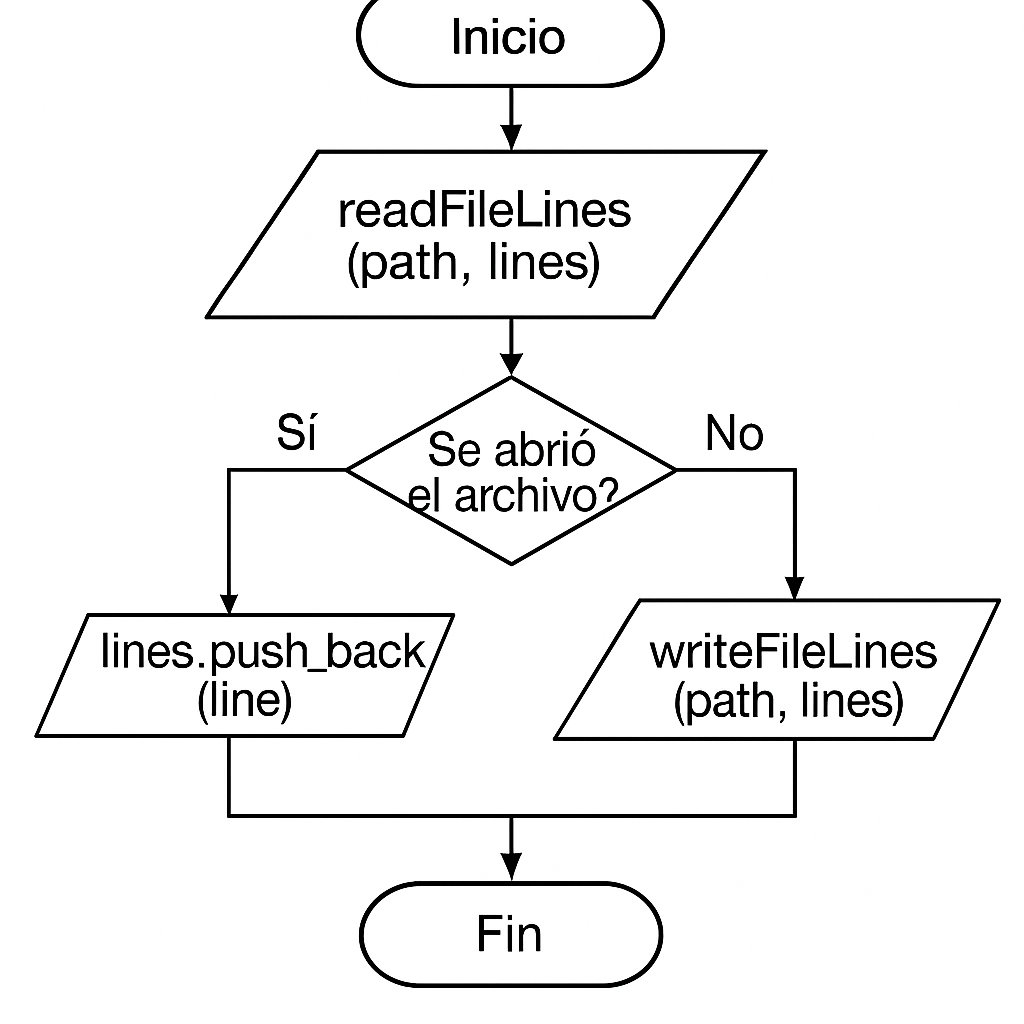 Inicio
readFileLines
(path, lines)
Sí
No
Se abrió
el archivo?
lines.push_back
(line)
writeFileLines
(path, lines)
Fin